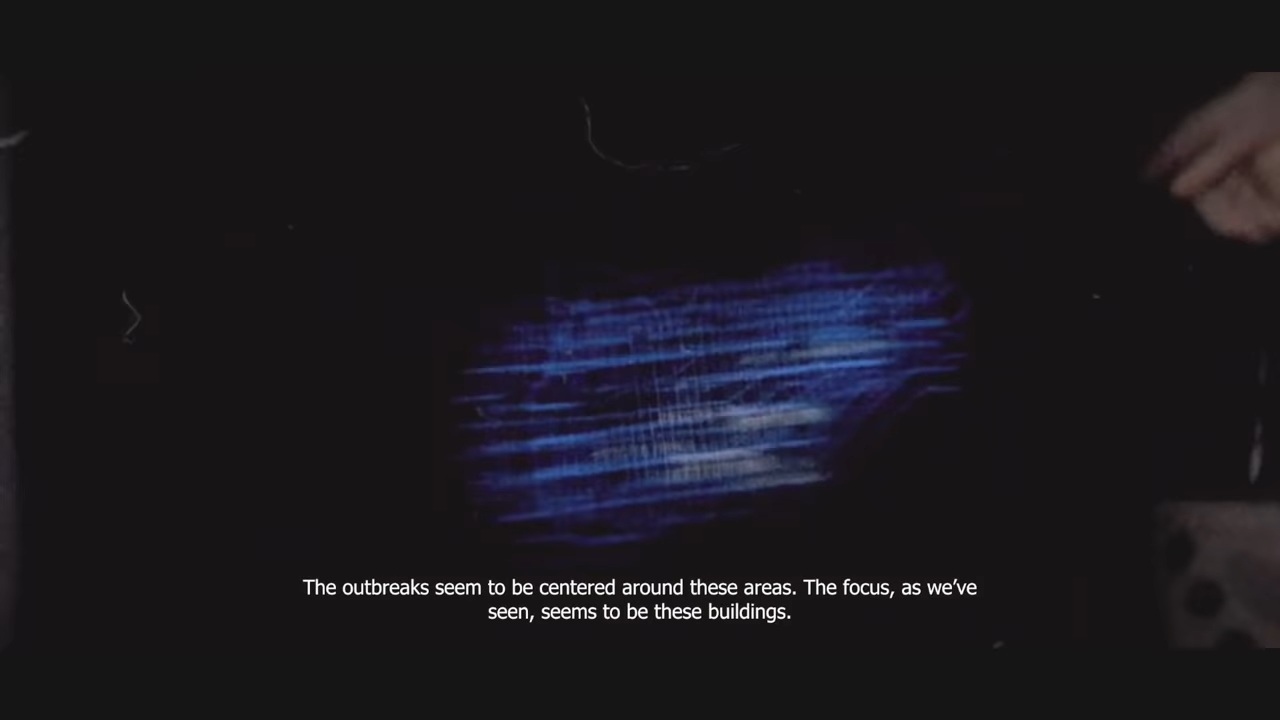 The outbreaks seem to be centered around these areas. The focus, as we’ve
seen, seems to be these buildings.